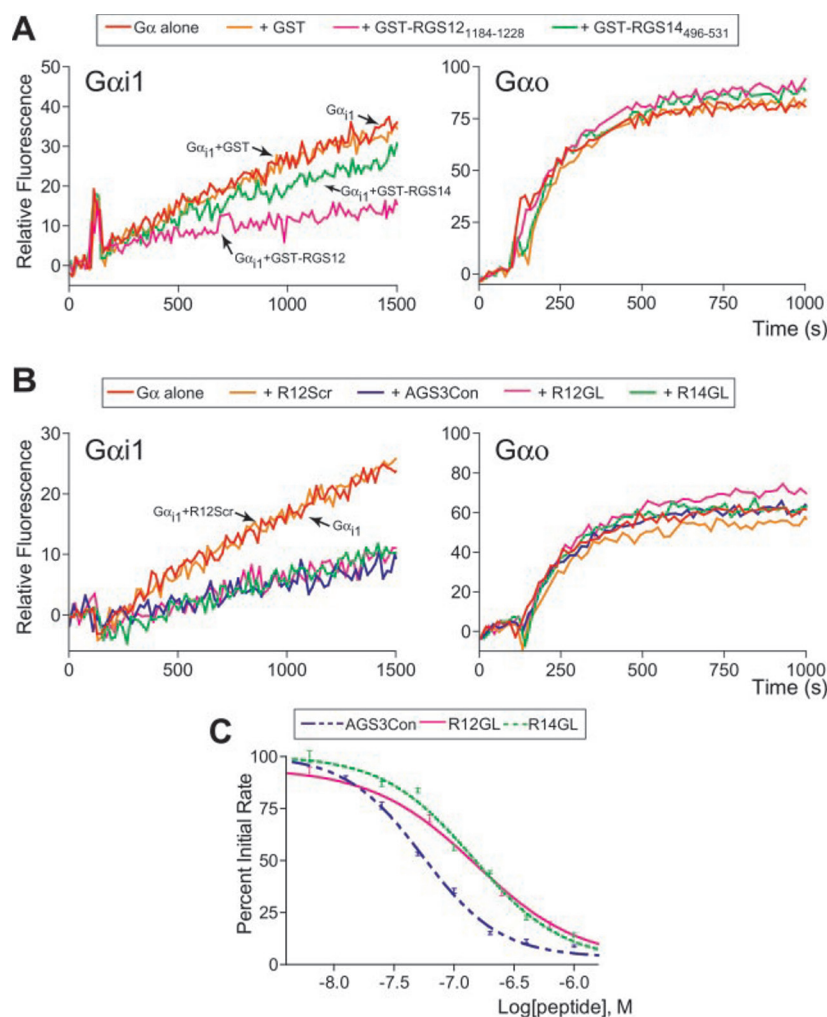 A
Gα alone + GST + GST-RGS12 1184-1228 + GST-RGS14 496-531
Gαi1
Gαo
Relative Fluorescence
50
40
30
20
10
0
Gαi1
Gαi1+GST
Gαi1+GST-RGS14
Gαi1+GST-RGS12
0 500 1000 1500
100
75
50
25
0
0 250 500 750 1000
Time (s)
B
Gα alone + R12Scr + AGS3Con + R12GL + R14GL
Gαi1
Gαo
Relative Fluorescence
30
20
10
0
Gαi1+R12Scr
Gαi1
0 500 1000 1500
100
80
60
40
20
0
0 250 500 750 1000
Time (s)
C
AGS3Con R12GL R14GL
Percent Initial Rate
100
75
50
25
0
-8.0 -7.5 -7.0 -6.5 -6.0
Log[peptide], M